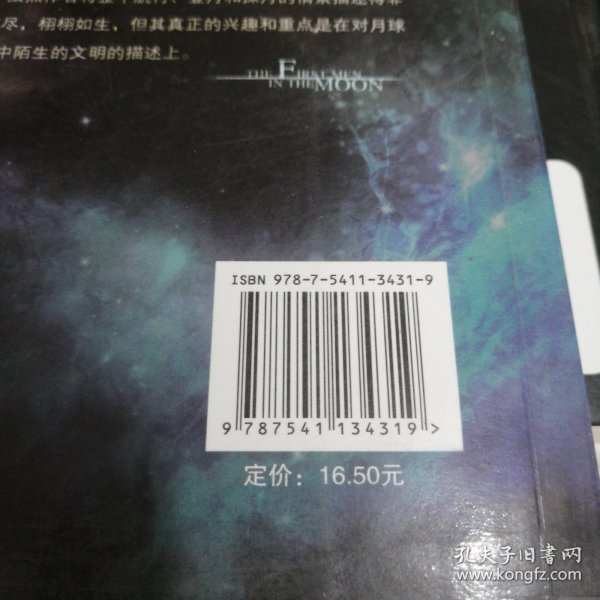 尽，栩栩如生，但其真正的兴趣和重点是在对月球
中陌生的文明的描述上。
THE FIRST MEN
IN THE MOON
ISBN 978-7-5411-3431-9
9 787541 134319 >
定价：16.50元
孔夫子旧书网
www.kongfz.com